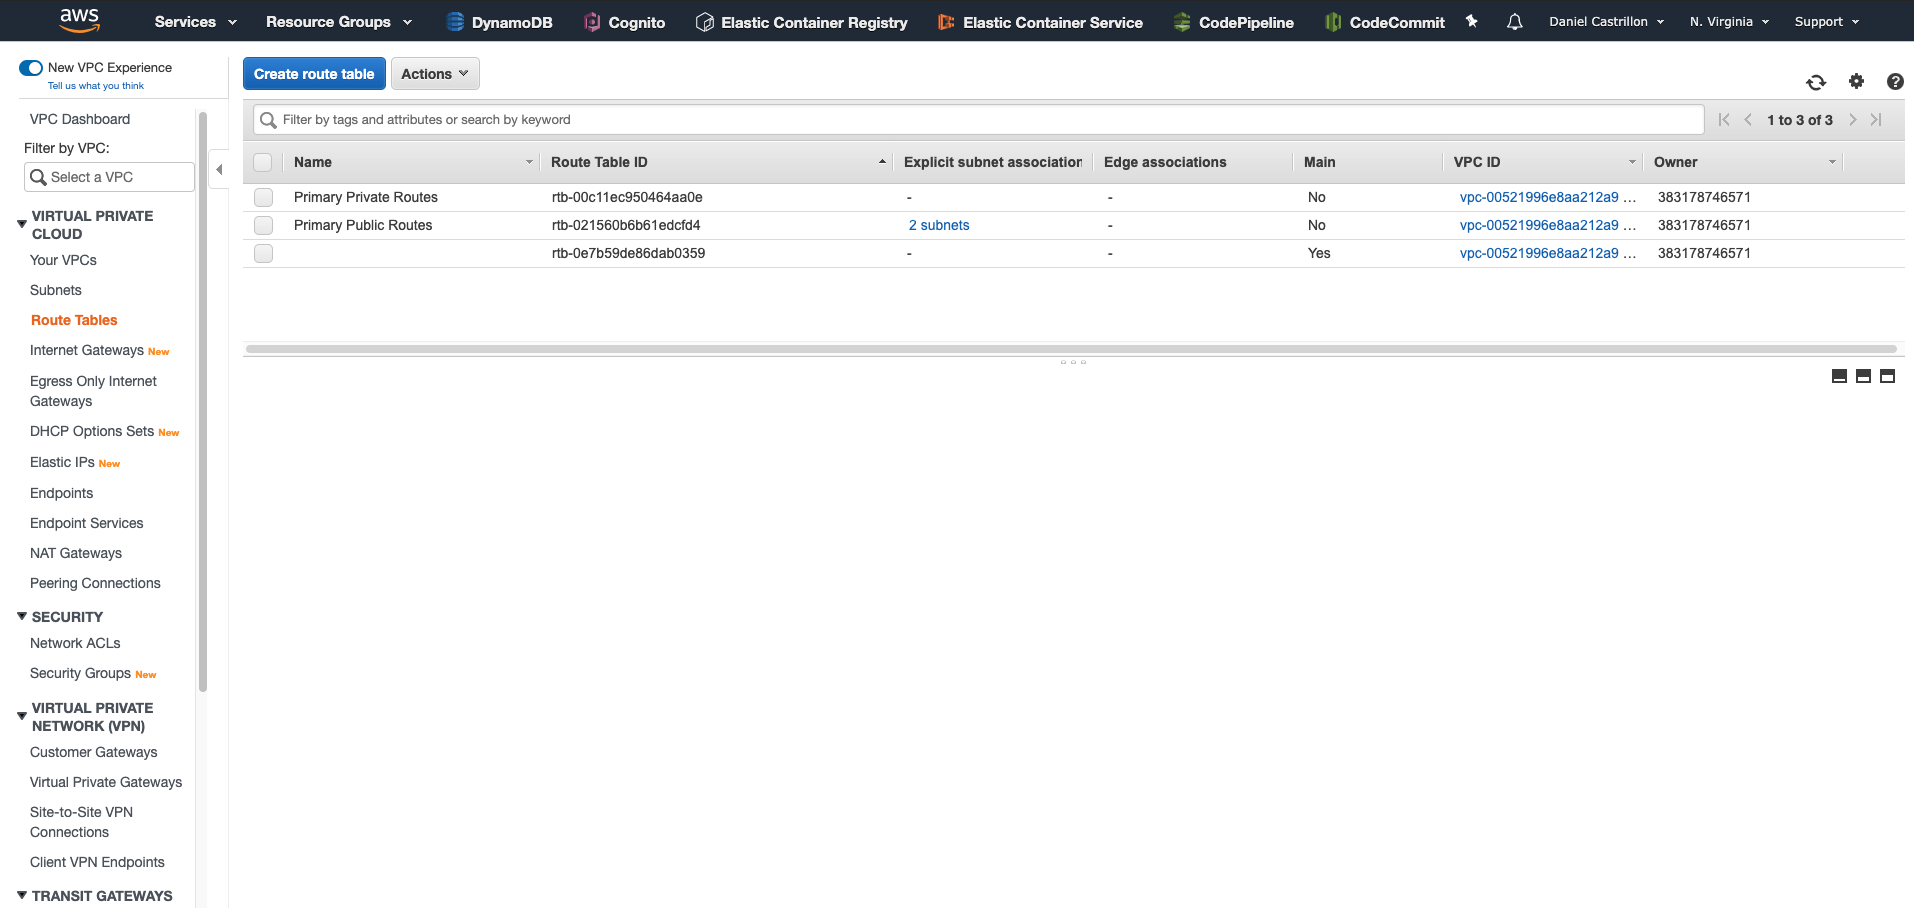 aws
Services
Resource Groups
DynamoDB
Cognito
Elastic Container Registry
Elastic Container Service
CodePipeline
CodeCommit
Daniel Castrillon
N. Virginia
Support
New VPC Experience
Tell us what you think
VPC Dashboard
Filter by VPC:
Select a VPC
VIRTUAL PRIVATE
CLOUD
Your VPCs
Subnets
Route Tables
Internet Gateways New
Egress Only Internet
Gateways
DHCP Option Sets New
Elastic IPs New
Endpoints
Endpoint Services
NAT Gateways
Peering Connections
SECURITY
Network ACLs
Security Groups New
VIRTUAL PRIVATE
NETWORK (VPN)
Customer Gateways
Virtual Private Gateways
Site-to-Site VPN
Connections
Client VPN Endpoints
TRANSIT GATEWAYS
Create route table
Actions
Filter by tags and attributes or search by keyword
1 to 3 of 3
Name Route Table ID Explicit subnet association Edge associations Main VPC ID Owner
Primary Private Routes rtb-00c11ec950464aa0e - - No vpc-00521996e8aa212a9 ... 383178746571
Primary Public Routes rtb-021560b6b61edcfd4 2 subnets - No vpc-00521996e8aa212a9 ... 383178746571
rtb-0e7b59de86dab0359 - - Yes vpc-00521996e8aa212a9 ... 383178746571